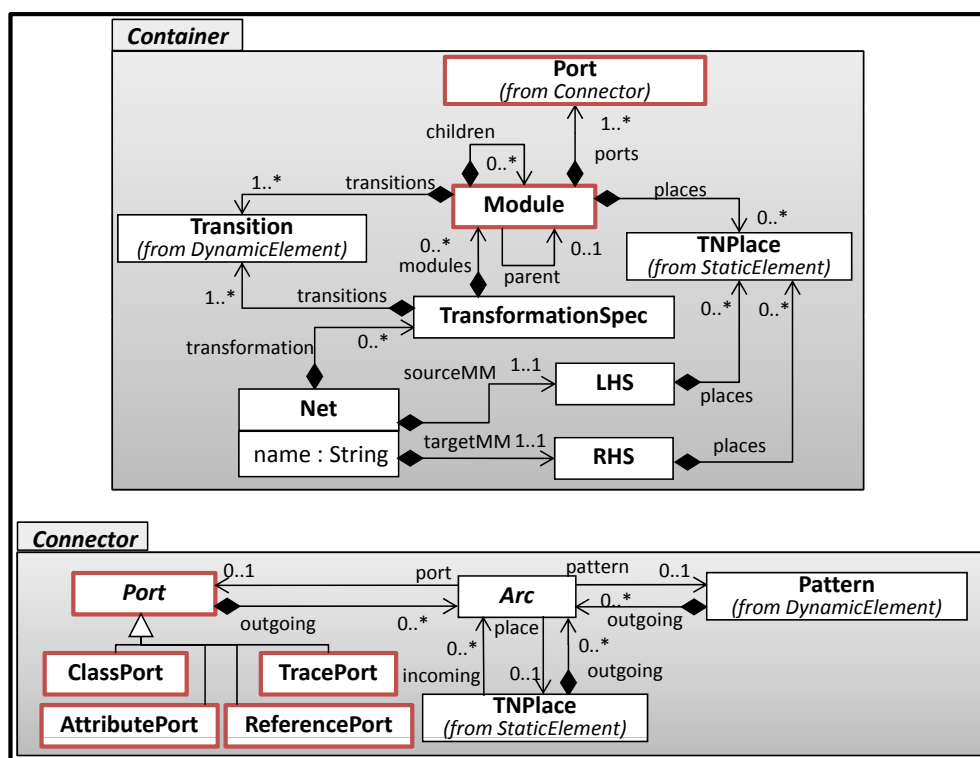 Container
Port
(from Connector)
children
1..*
0..*
ports
1..*
transitions
Module
places
Transition
(from DynamicElement)
0..*
TNPlace
(from StaticElement)
0..*
modules
0..1
parent
1..*
transitions
TransformationSpec
0..*
0..*
transformation
0..*
sourceMM
1..1
LHS
places
Net
name : String
targetMM
1..1
RHS
places
Connector
Port
0..1
port
Arc
pattern
0..1
Pattern
(from DynamicElement)
outgoing
0..*
place
0..*
outgoing
ClassPort
TracePort
AttributePort
ReferencePort
0..*
incoming
0..1
0..*
outgoing
TNPlace
(from StaticElement)